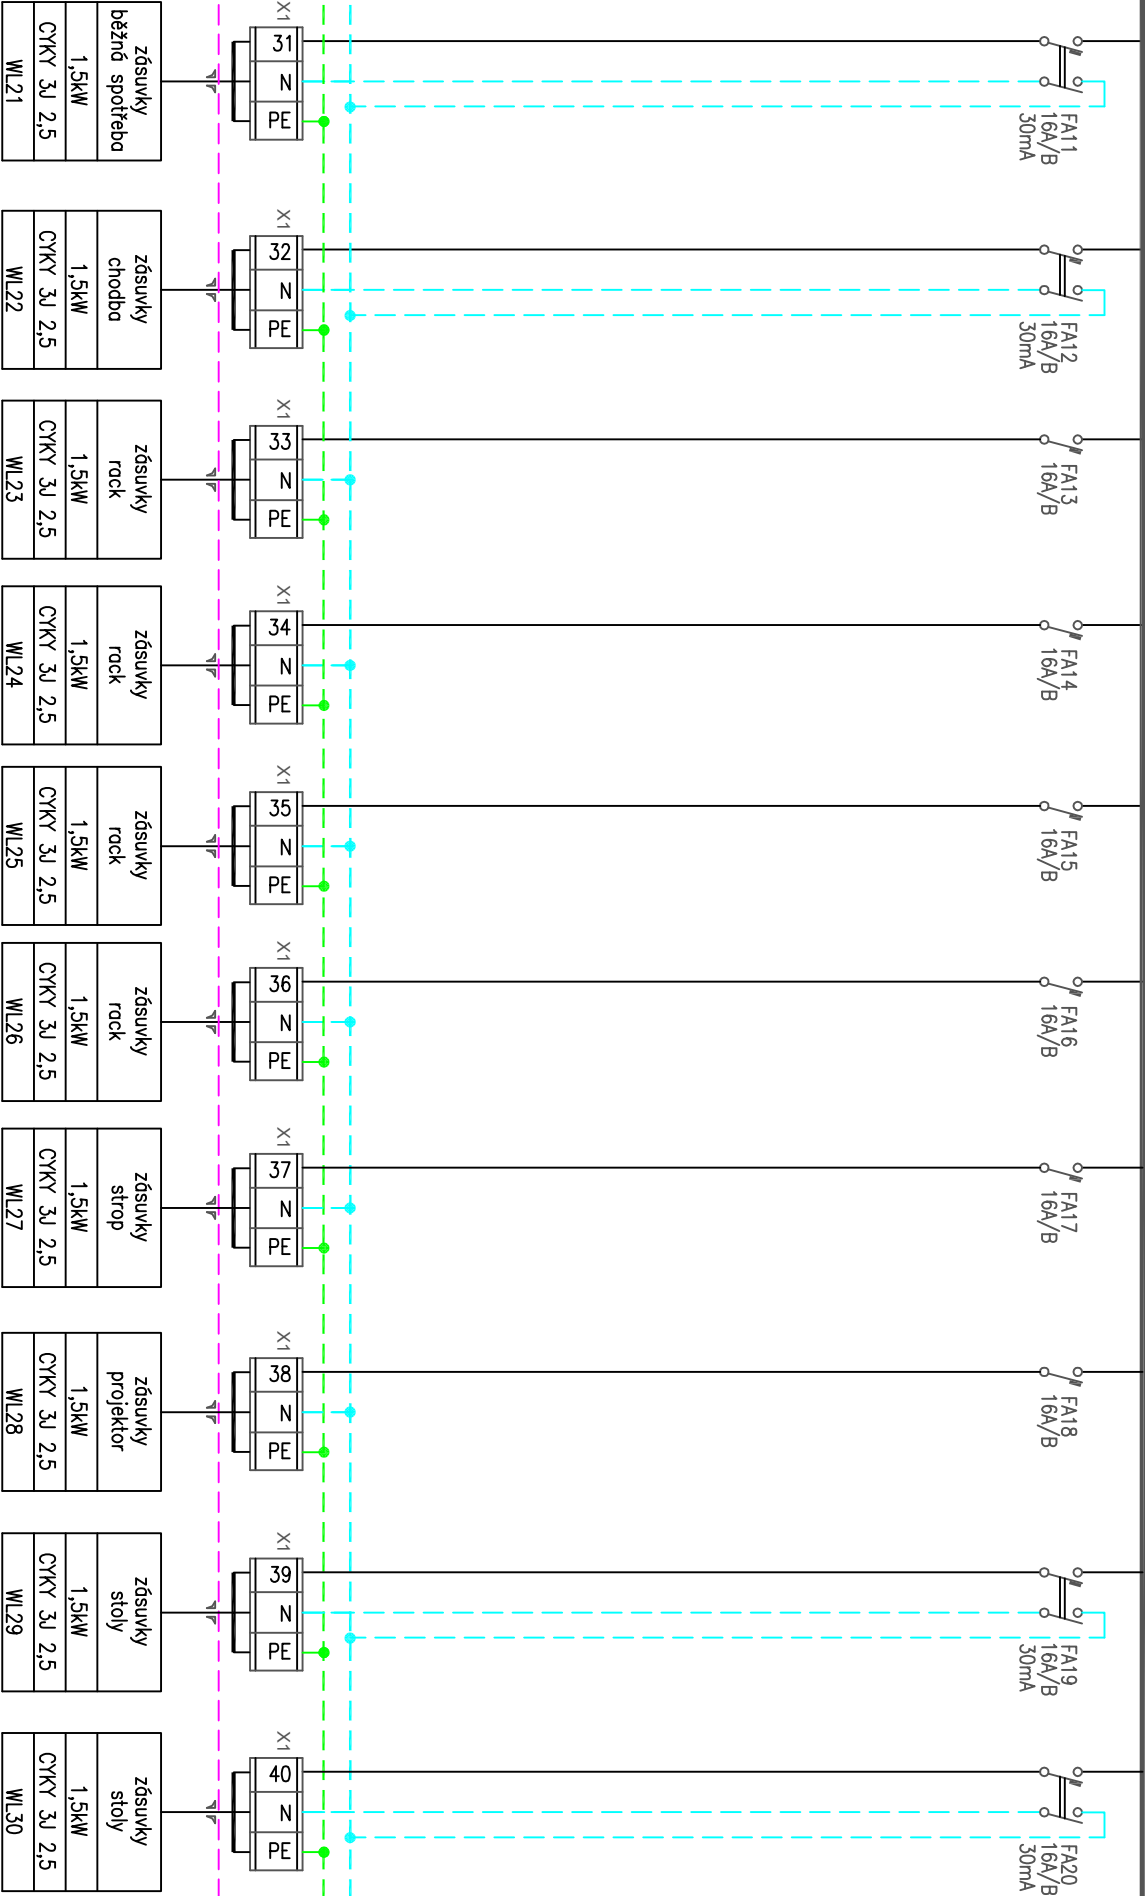 FA11
16A/B
30mA
X1
31
N
PE
zásuvky
běžná spotřeba
1,5kW
CYKY 3J 2,5
WL21
FA12
16A/B
30mA
X1
32
N
PE
zásuvky
chodba
1,5kW
CYKY 3J 2,5
WL22
FA13
16A/B
X1
33
N
PE
zásuvky
rack
1,5kW
CYKY 3J 2,5
WL23
FA14
16A/B
X1
34
N
PE
zásuvky
rack
1,5kW
CYKY 3J 2,5
WL24
FA15
16A/B
X1
35
N
PE
zásuvky
rack
1,5kW
CYKY 3J 2,5
WL25
FA16
16A/B
X1
36
N
PE
zásuvky
rack
1,5kW
CYKY 3J 2,5
WL26
FA17
16A/B
X1
37
N
PE
zásuvky
strop
1,5kW
CYKY 3J 2,5
WL27
FA18
16A/B
X1
38
N
PE
zásuvky
projektor
1,5kW
CYKY 3J 2,5
WL28
FA19
16A/B
30mA
X1
39
N
PE
zásuvky
stoly
1,5kW
CYKY 3J 2,5
WL29
FA20
16A/B
30mA
X1
40
N
PE
zásuvky
stoly
1,5kW
CYKY 3J 2,5
WL30